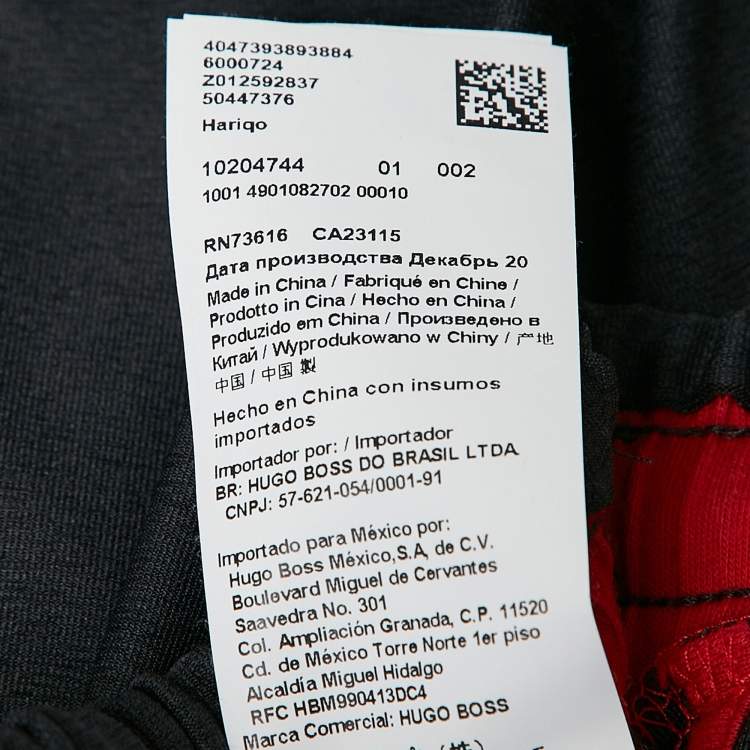 4047393893884
6000724
Z012592837
50447376
Hariqo
10204744 01 002
1001 4901082702 00010
RN73616 CA23115
Дата производства Декабрь 20
Made in China / Fabriqué en Chine /
Prodotto in Cina / Hecho en China /
Produzido em China / Произведено в
Китай / Wyprodukowano w Chiny / 产地
中国 / 中国 製
Hecho en China con insumos
importados
Importador por: / Importador
BR: HUGO BOSS DO BRASIL LTDA.
CNPJ: 57-621-054/0001-91
Importado para México por:
Hugo Boss México,S.A, de C.V.
Boulevard Miguel de Cervantes
Saavedra No. 301
Col. Ampliación Granada, C.P. 11520
Cd. de México Torre Norte 1er piso
Alcaldía Miguel Hidalgo
RFC HBM990413DC4
Marca Comercial: HUGO BOSS